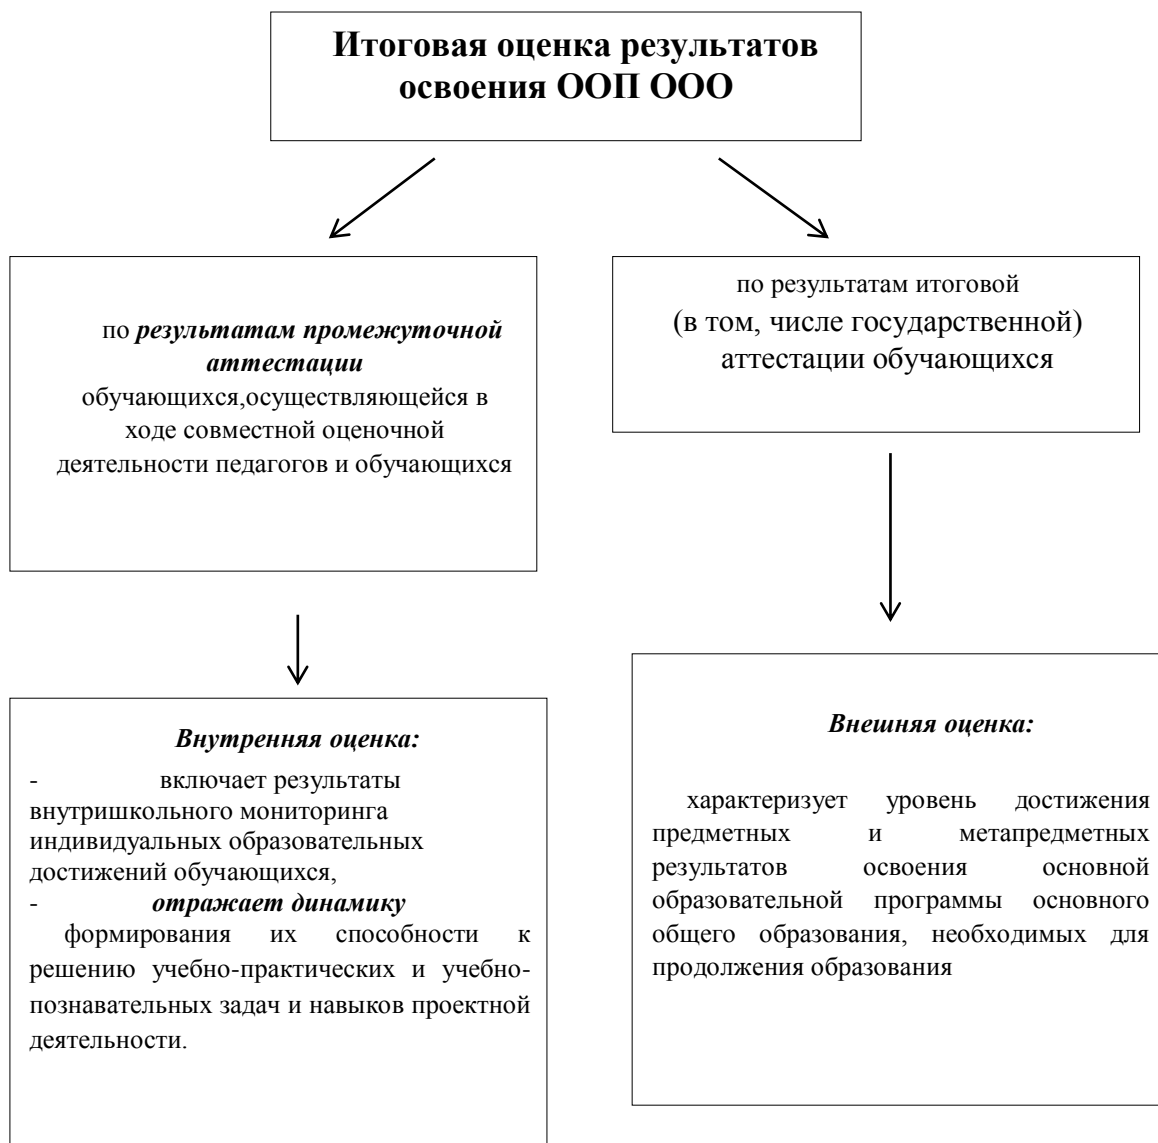 Итоговая оценка результатов
освоения ООП ООО
по результатам промежуточной
аттестации
обучающихся,осуществляющейся в
ходе совместной оценочной
деятельности педагогов и обучающихся
по результатам итоговой
(в том, числе государственной)
аттестации обучающихся
Внутренняя оценка:
- включает результаты
внутришкольного мониторинга
индивидуальных образовательных
достижений обучающихся,
- отражает динамику
формирования их способности к
решению учебно-практических и учебно-
познавательных задач и навыков проектной
деятельности.
Внешняя оценка:
характеризует уровень достижения
предметных и метапредметных
результатов освоения основной
образовательной программы основного
общего образования, необходимых для
продолжения образования